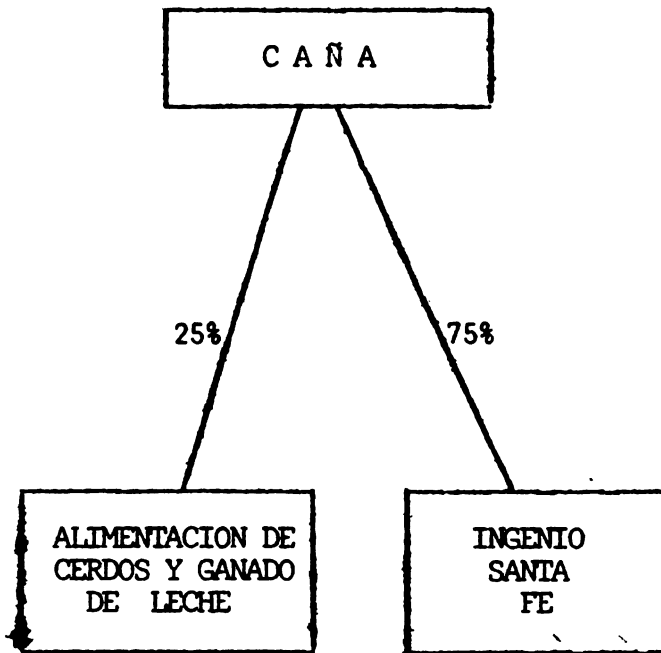 C A Ñ A
25%
75%
ALIMENTACION DE
CERDOS Y GANADO
DE LECHE
INGENIO
SANTA
FE